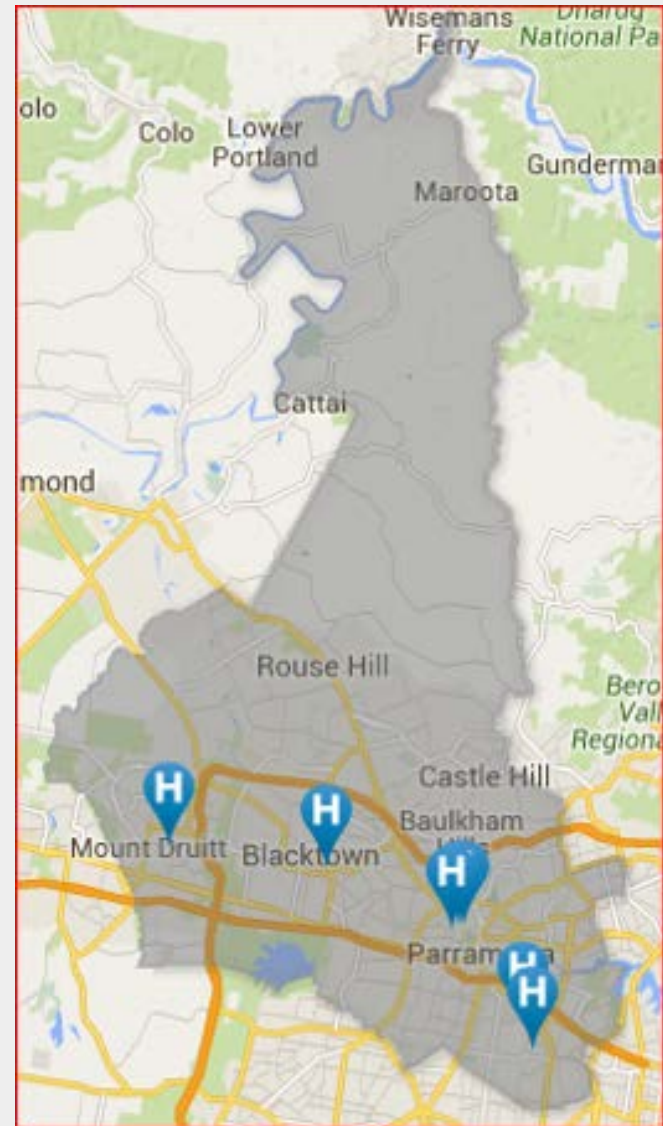 Wisemans
Ferry
Dharug
National Pa
olo
Colo
Lower
Portland
Gunderman
Maroota
Cattai
mond
Rouse Hill
Bero
Vall
Regiona
Castle Hill
H
H
Baulkham
Mount Druitt
Blacktown
H
H
H